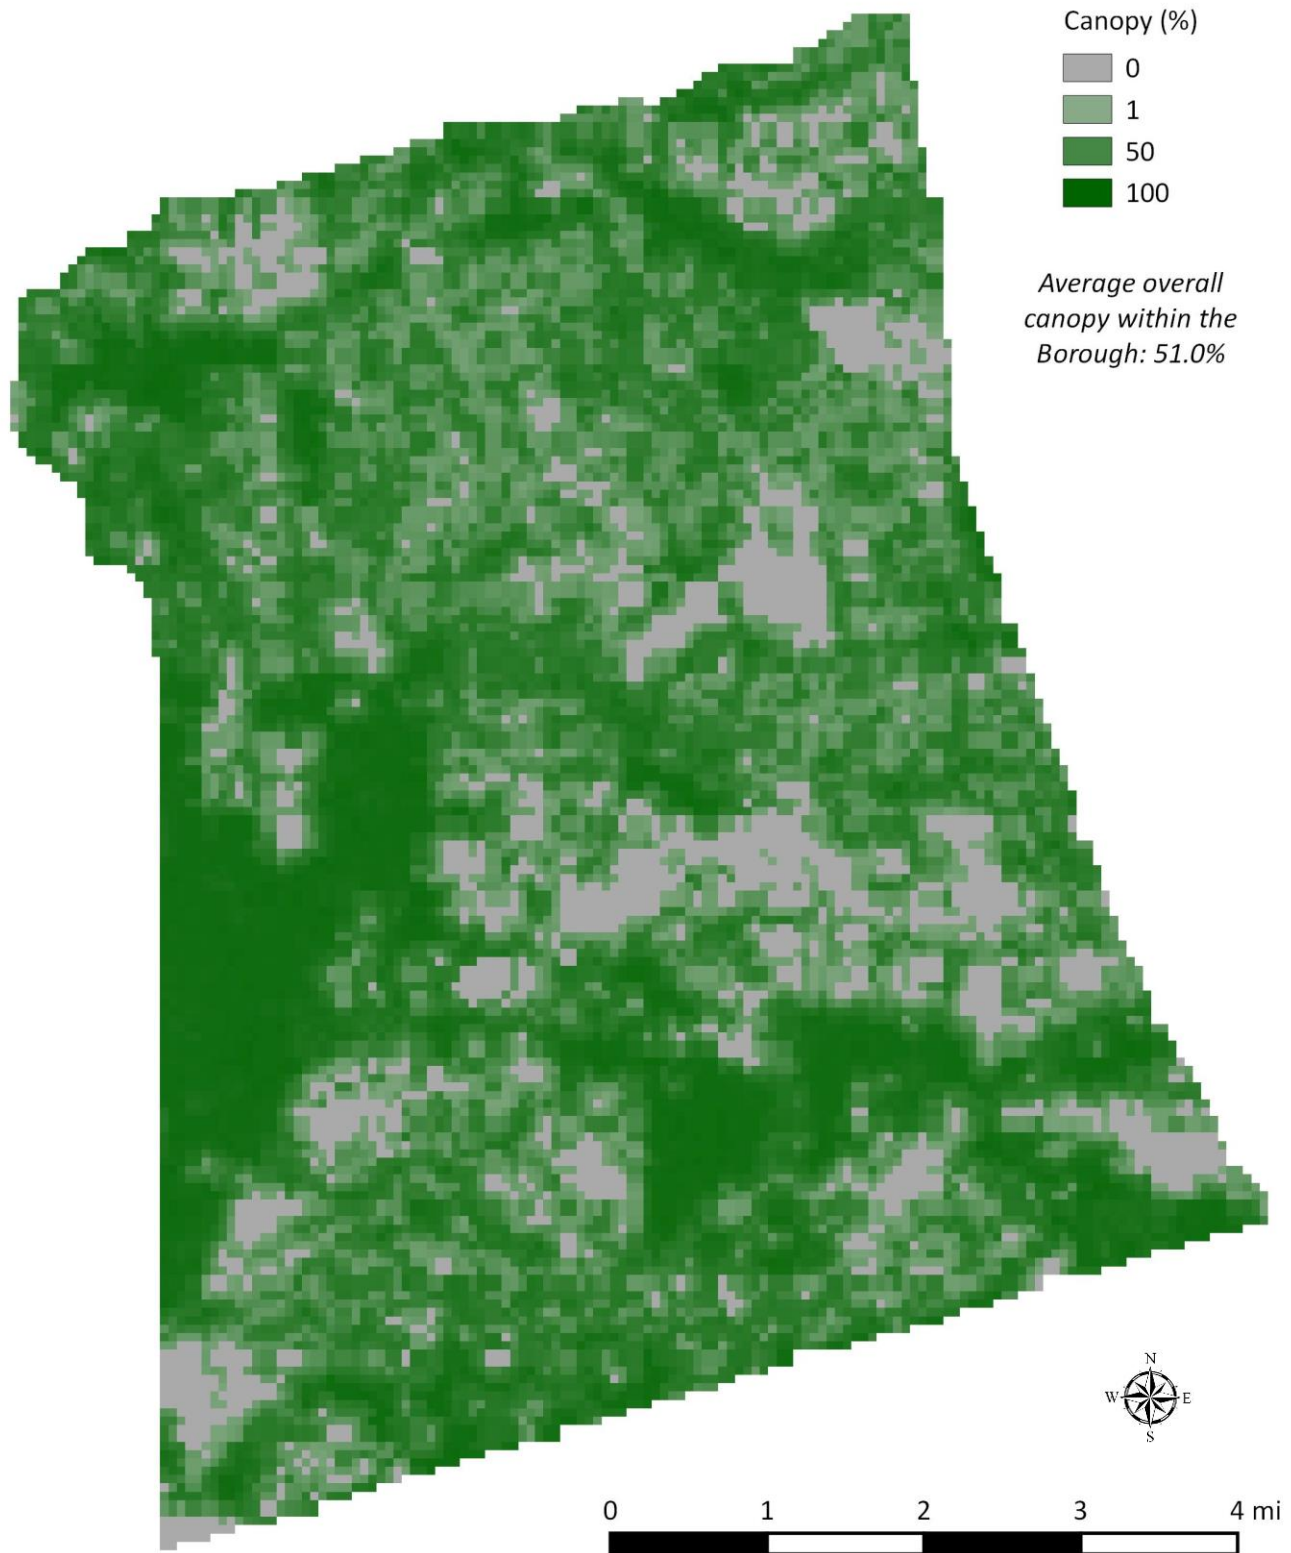 Canopy (%)
0
1
50
100
Average overall
canopy within the
Borough: 51.0%
N
W E
S
0 1 2 3 4 mi